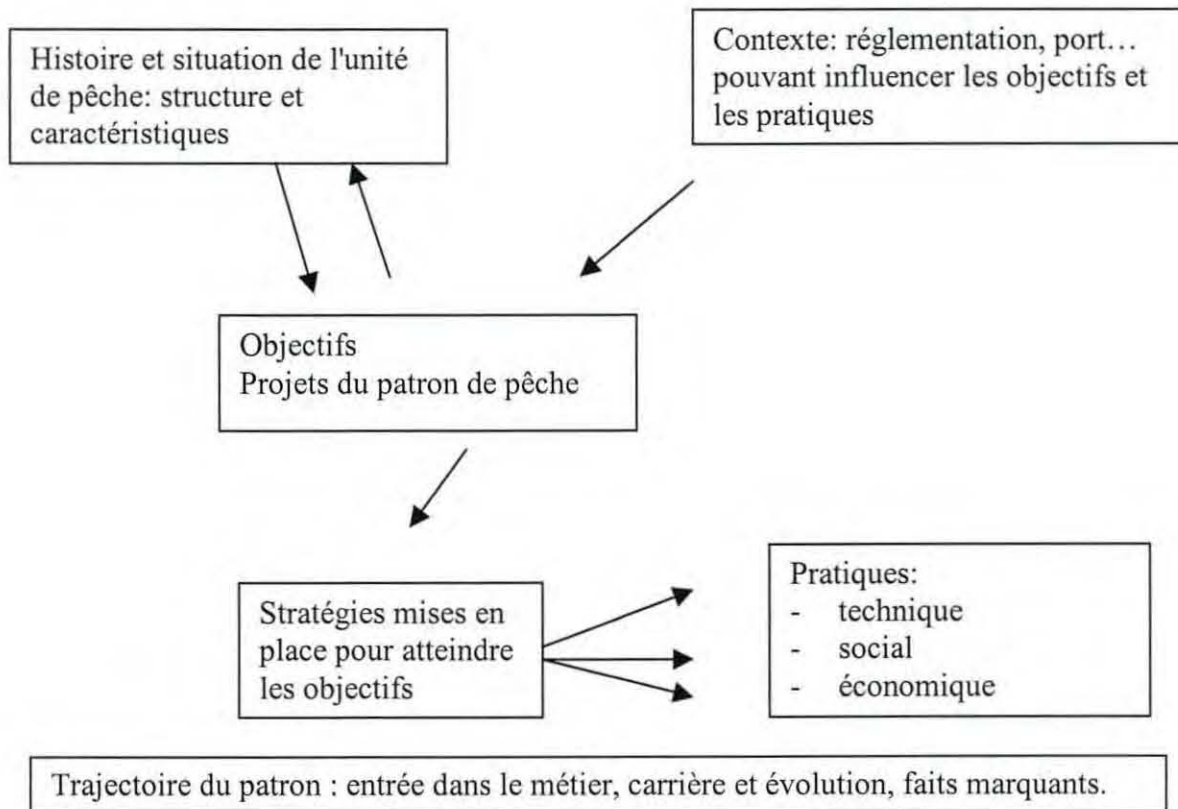 Histoire et situation de l'unité
de pêche: structure et
caractéristiques
Contexte: réglementation, port…
pouvant influencer les objectifs et
les pratiques
Objectifs
Projets du patron de pêche
Stratégies mises en
place pour atteindre
les objectifs
Pratiques:
- technique
- social
- économique
Trajectoire du patron : entrée dans le métier, carrière et évolution, faits marquants.